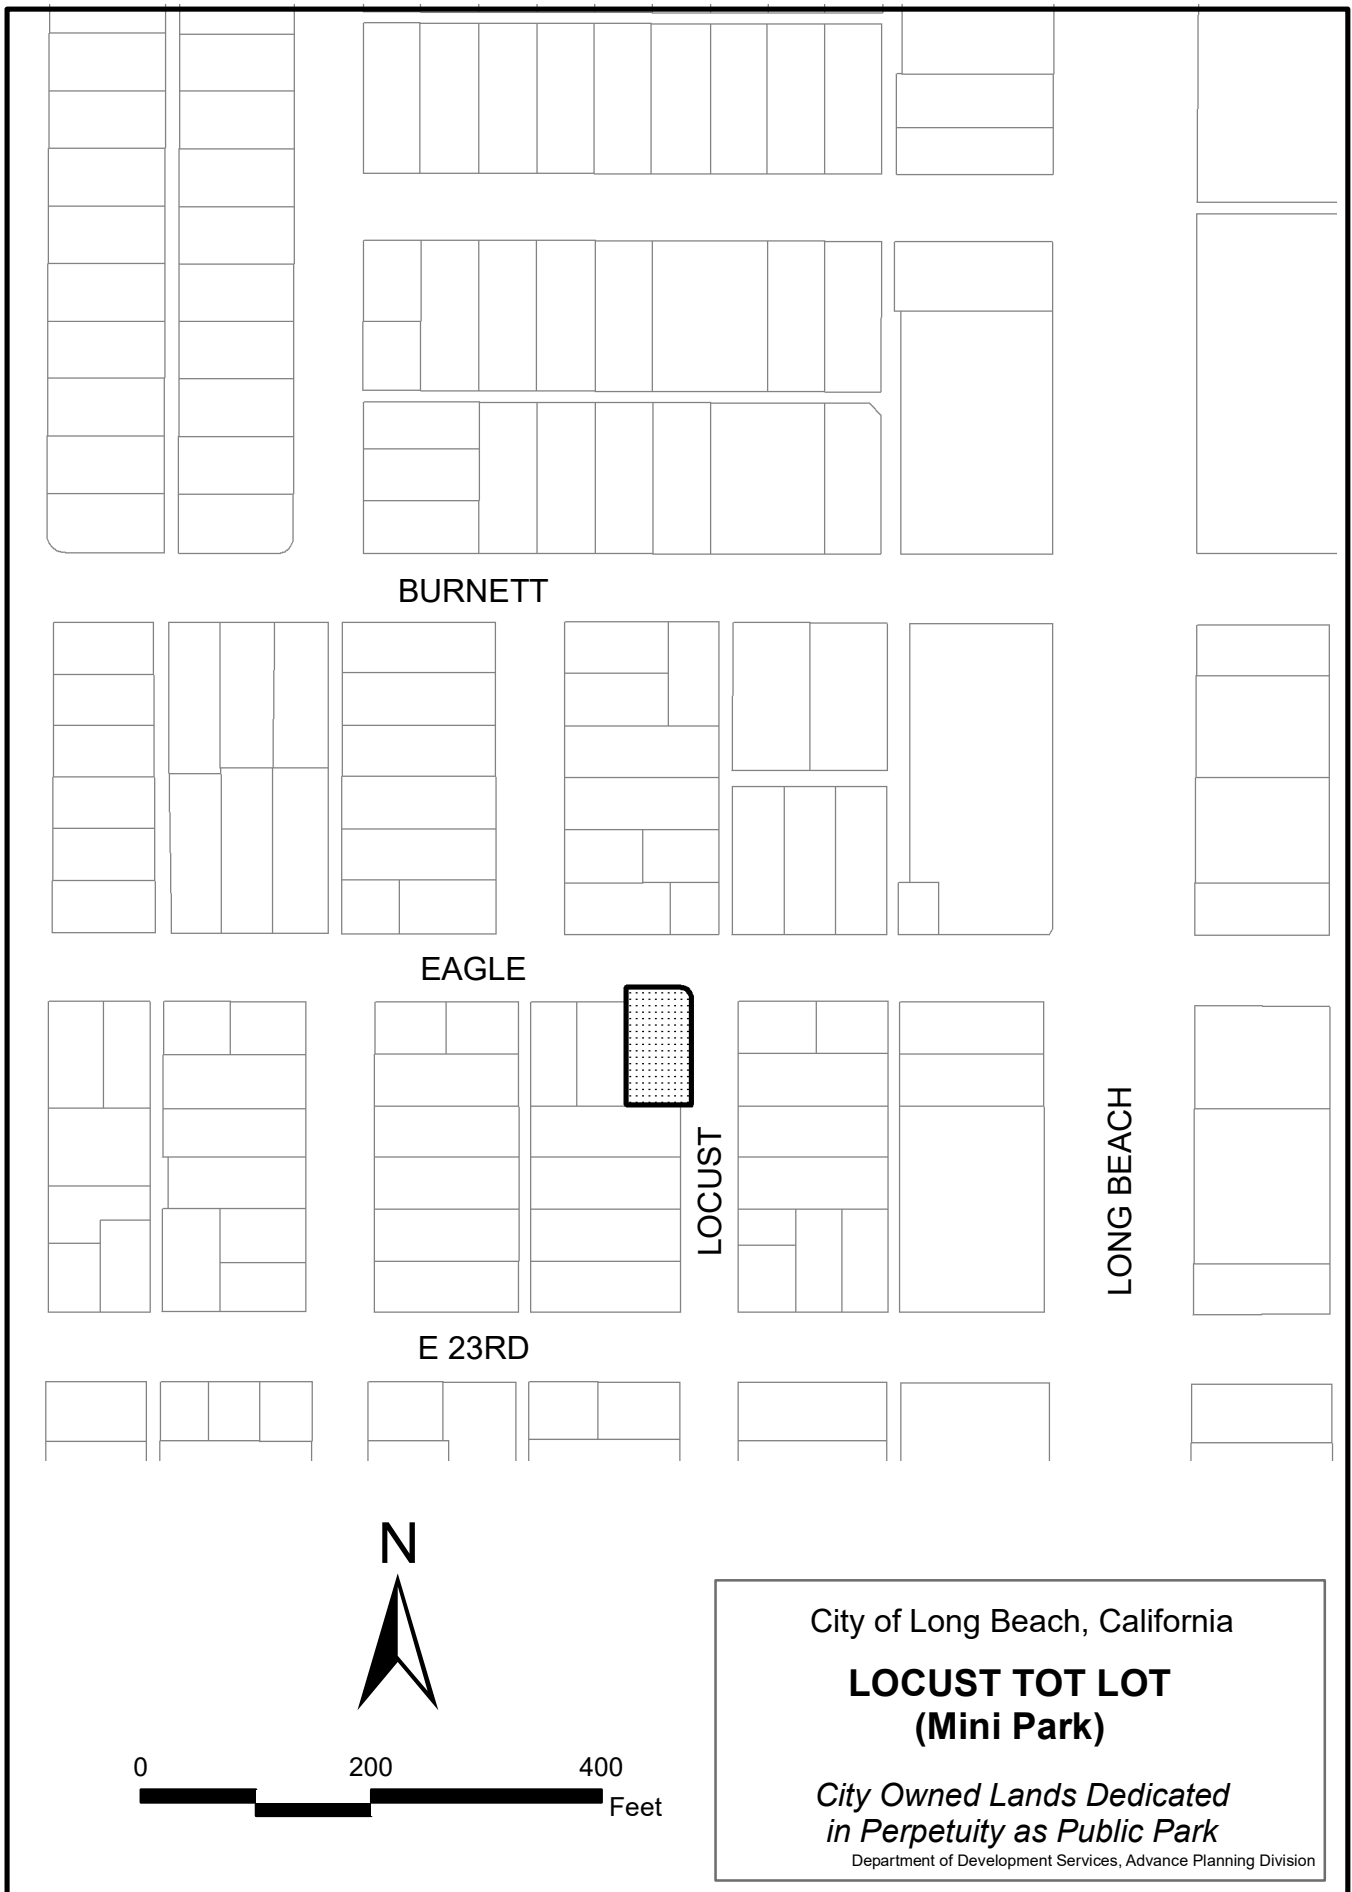 BURNETT
EAGLE
LOCUST
LONG BEACH
E 23RD
N
0 200 400
Feet
City of Long Beach, California
LOCUST TOT LOT
(Mini Park)
City Owned Lands Dedicated
in Perpetuity as Public Park
Department of Development Services, Advance Planning Division